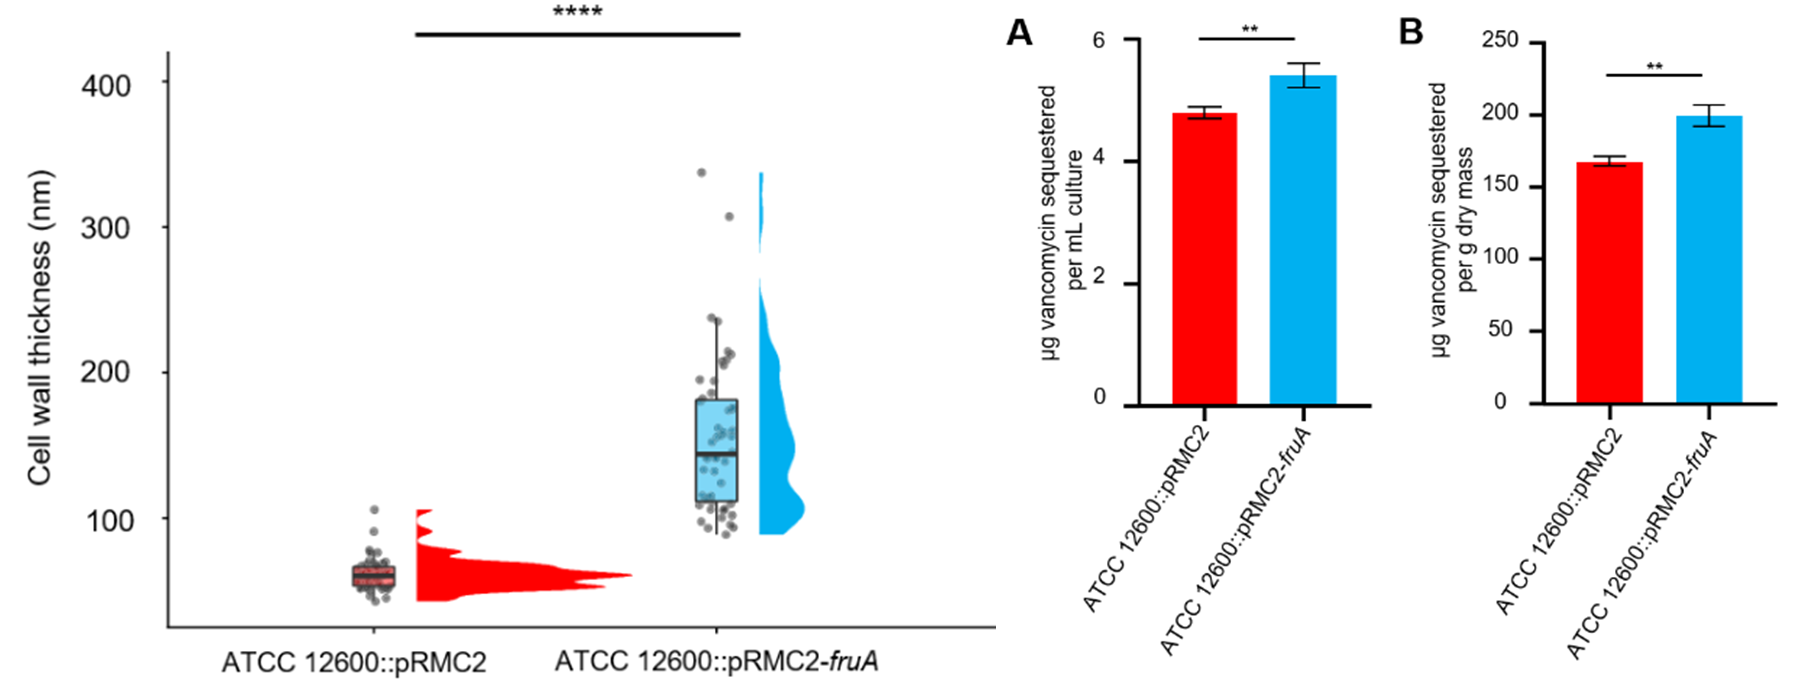 ****
400
300
200
100
Cell wall thickness (nm)
ATCC 12600::pRMC2
ATCC 12600::pRMC2-fruA
A
**
6
4
2
0
µg vancomycin sequestered
per mL culture
ATCC 12600::pRMC2
ATCC 12600::pRMC2-fruA
B
**
250
200
150
100
50
0
µg vancomycin sequestered
per g dry mass
ATCC 12600::pRMC2
ATCC 12600::pRMC2-fruA